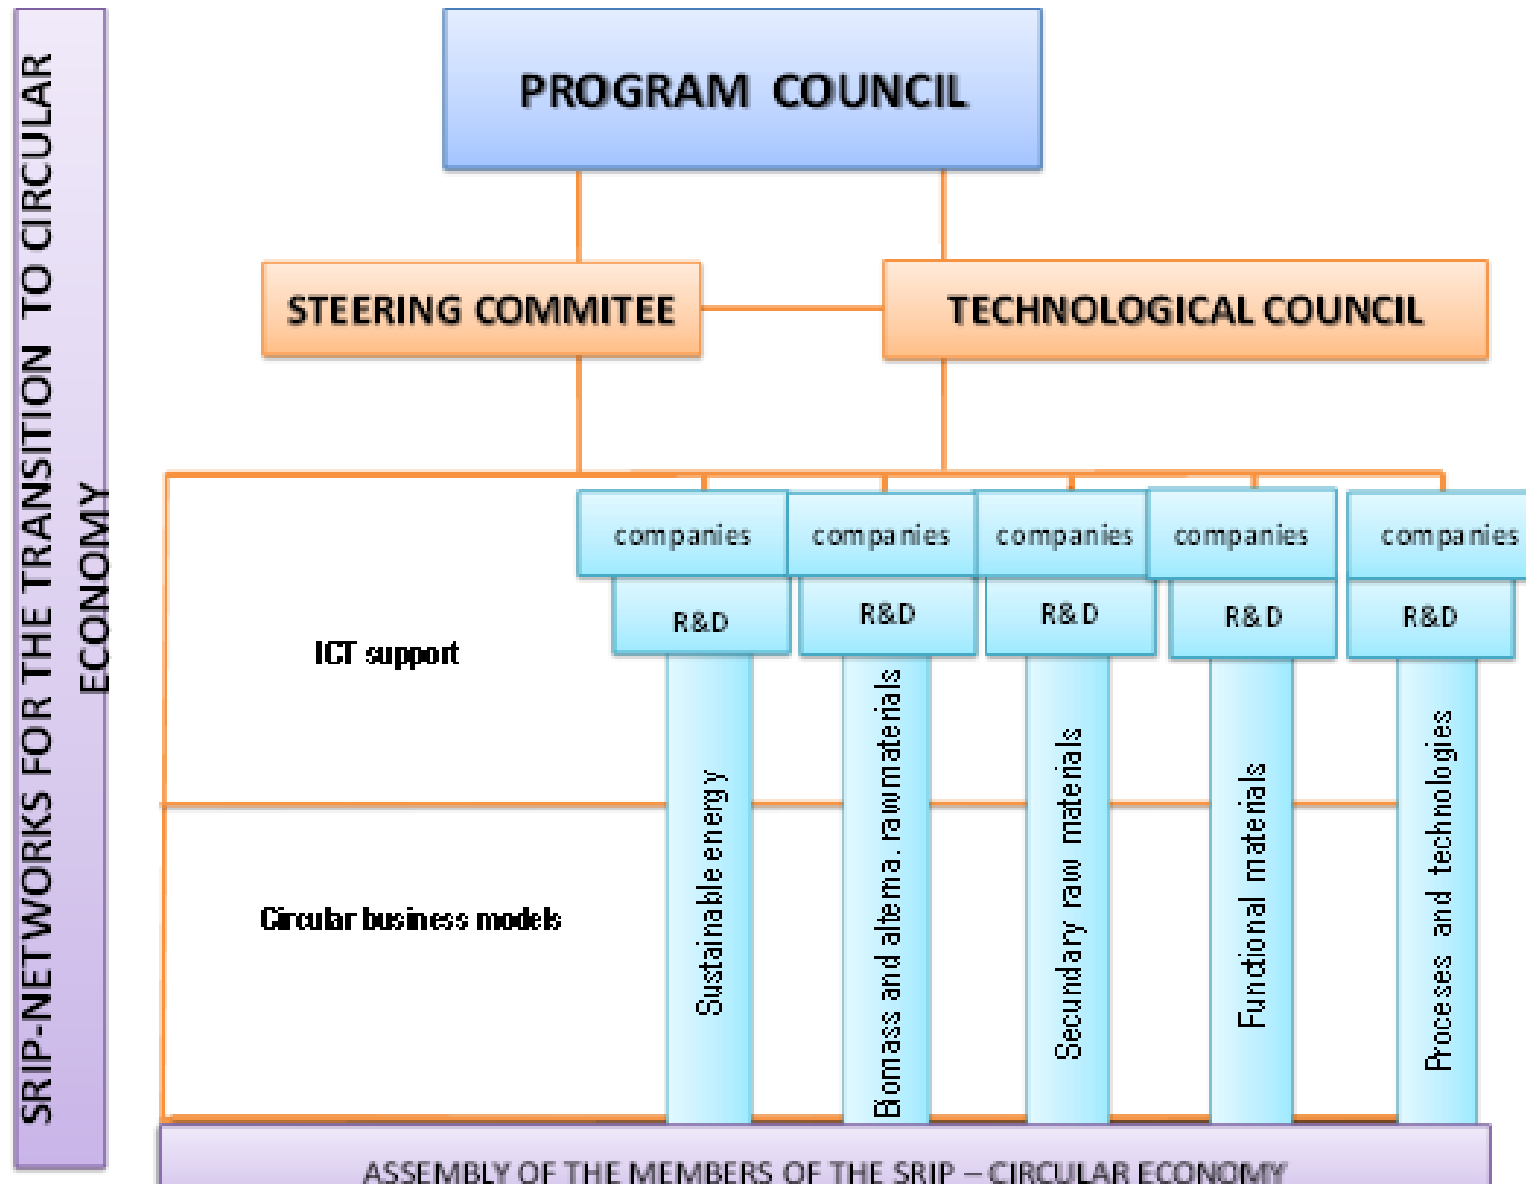 SRIP-NETWORKS FOR THE TRANSITION TO CIRCULAR
ECONOMY
PROGRAM COUNCIL
STEERING COMMITEE
TECHNOLOGICAL COUNCIL
companies
companies
companies
companies
companies
R&D
R&D
R&D
R&D
R&D
ICT support
Circular business models
Sustainable energy
Biomass and alterna. raw materials
Secundary raw materials
Functional materials
Proceses and technologies
ASSEMBLY OF THE MEMBERS OF THE SRIP – CIRCULAR ECONOMY